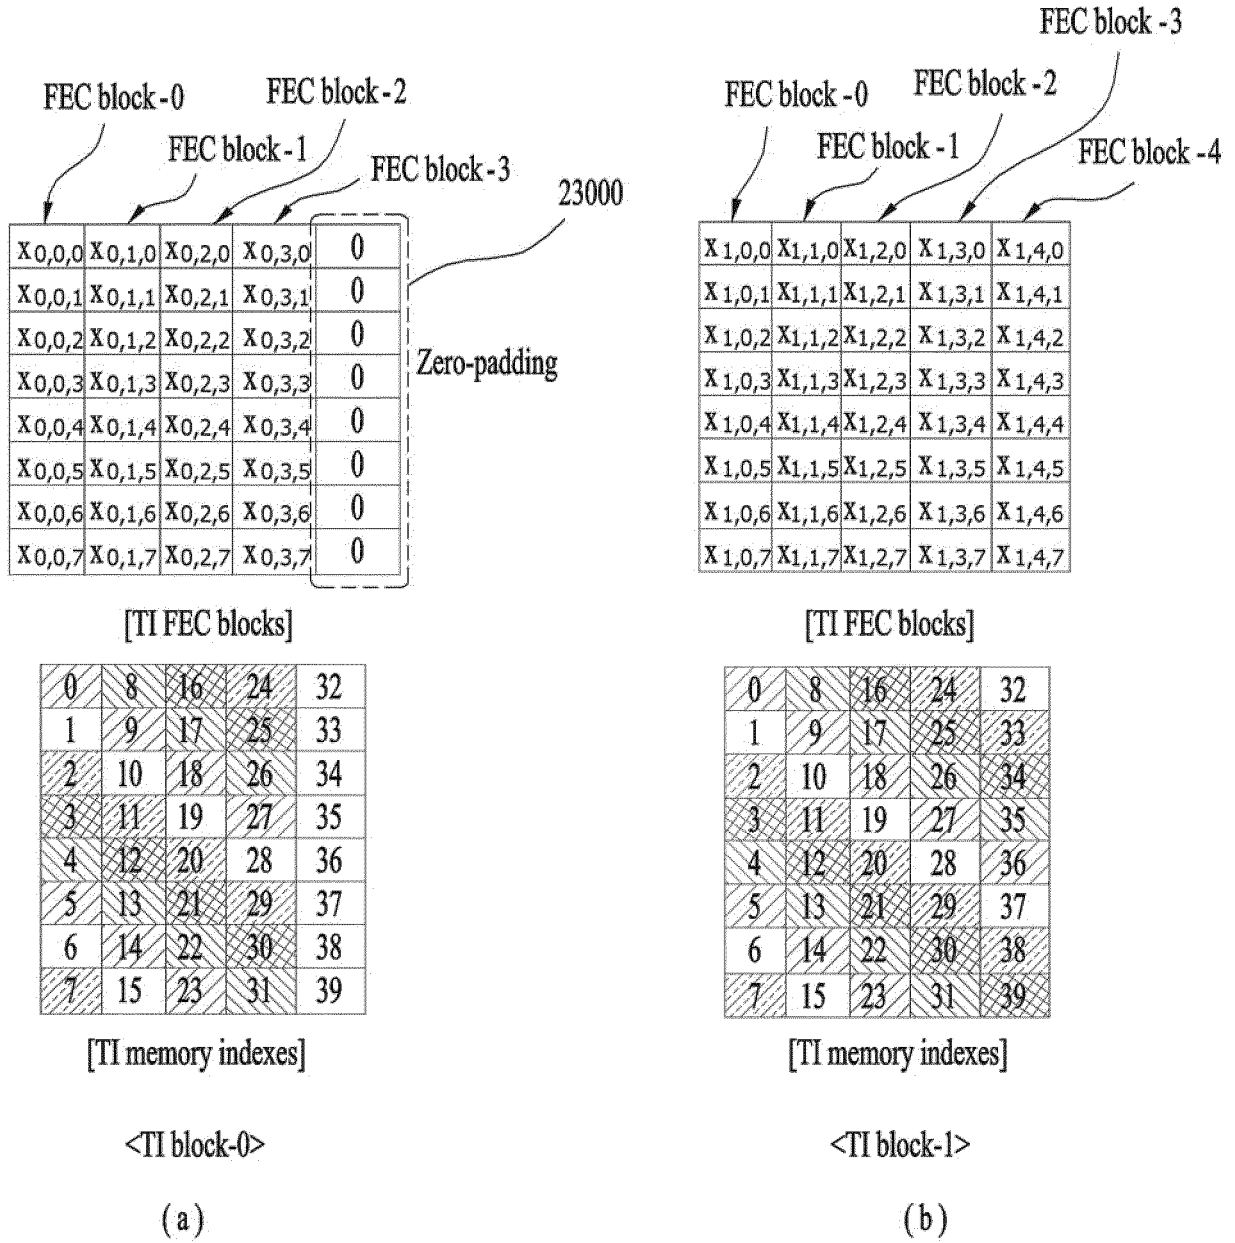 FEC block -3
FEC block -0
FEC block -2
FEC block -0
FEC block -2
FEC block -1
FEC block -3
FEC block -1
FEC block -4
23000
x0,0,0 x0,1,0 x0,2,0 x0,3,0 0
x0,0,1 x0,1,1 x0,2,1 x0,3,1 0
x0,0,2 x0,1,2 x0,2,2 x0,3,2 0
x0,0,3 x0,1,3 x0,2,3 x0,3,3 0
x0,0,4 x0,1,4 x0,2,4 x0,3,4 0
x0,0,5 x0,1,5 x0,2,5 x0,3,5 0
x0,0,6 x0,1,6 x0,2,6 x0,3,6 0
x0,0,7 x0,1,7 x0,2,7 x0,3,7 0
Zero-padding
x1,0,0 x1,1,0 x1,2,0 x1,3,0 x1,4,0
x1,0,1 x1,1,1 x1,2,1 x1,3,1 x1,4,1
x1,0,2 x1,1,2 x1,2,2 x1,3,2 x1,4,2
x1,0,3 x1,1,3 x1,2,3 x1,3,3 x1,4,3
x1,0,4 x1,1,4 x1,2,4 x1,3,4 x1,4,4
x1,0,5 x1,1,5 x1,2,5 x1,3,5 x1,4,5
x1,0,6 x1,1,6 x1,2,6 x1,3,6 x1,4,6
x1,0,7 x1,1,7 x1,2,7 x1,3,7 x1,4,7
[TI FEC blocks]
[TI FEC blocks]
0 8 16 24 32
1 9 17 25 33
2 10 18 26 34
3 11 19 27 35
4 12 20 28 36
5 13 21 29 37
6 14 22 30 38
7 15 23 31 39
0 8 16 24 32
1 9 17 25 33
2 10 18 26 34
3 11 19 27 35
4 12 20 28 36
5 13 21 29 37
6 14 22 30 38
7 15 23 31 39
[TI memory indexes]
[TI memory indexes]
<TI block-0>
<TI block-1>
(a)
(b)